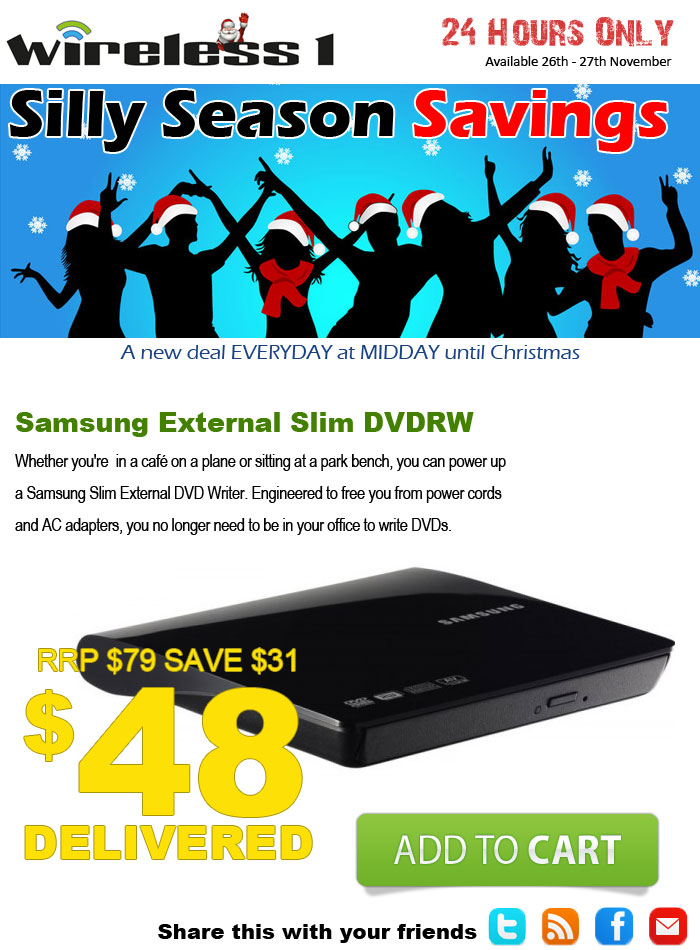 wireless 1
24 HOURS ONLY
Available 26th - 27th November
Silly Season Savings
A new deal EVERYDAY at MIDDAY until Christmas
Samsung External Slim DVDRW
Whether you're in a café on a plane or sitting at a park bench, you can power up
a Samsung Slim External DVD Writer. Engineered to free you from power cords
and AC adapters, you no longer need to be in your office to write DVDs.
SAMSUNG
RRP $79 SAVE $31
$48
DELIVERED
ADD TO CART
Share this with your friends